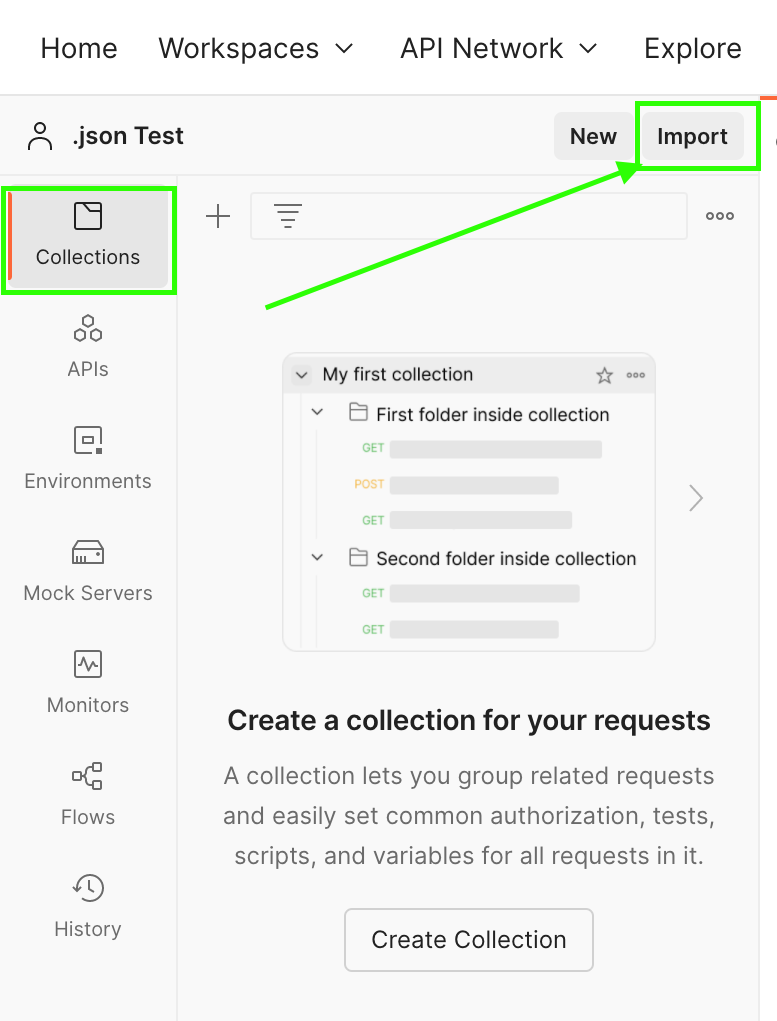 Home Workspaces API Network Explore
.json Test New Import
Collections
APIs
Environments
Mock Servers
Monitors
Flows
History
My first collection
First folder inside collection
GET
POST
GET
Second folder inside collection
GET
GET
Create a collection for your requests
A collection lets you group related requests
and easily set common authorization, tests,
scripts, and variables for all requests in it.
Create Collection